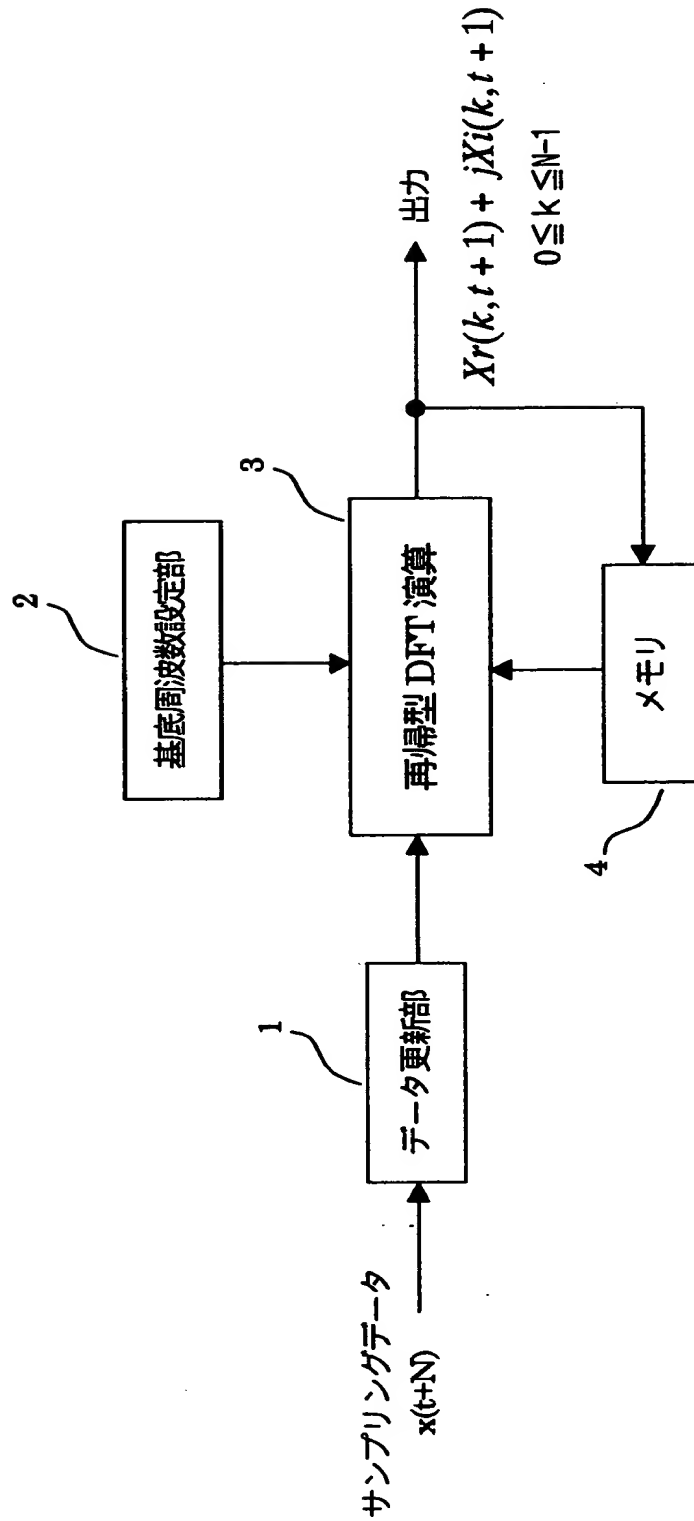 サンプリングデータ
x(t+N)
1
データ更新部
2
基底周波数設定部
3
再帰型 DFT 演算
4
メモリ
出力
Xr(k,t+1) + jXi(k,t+1)
0≦k≦N-1